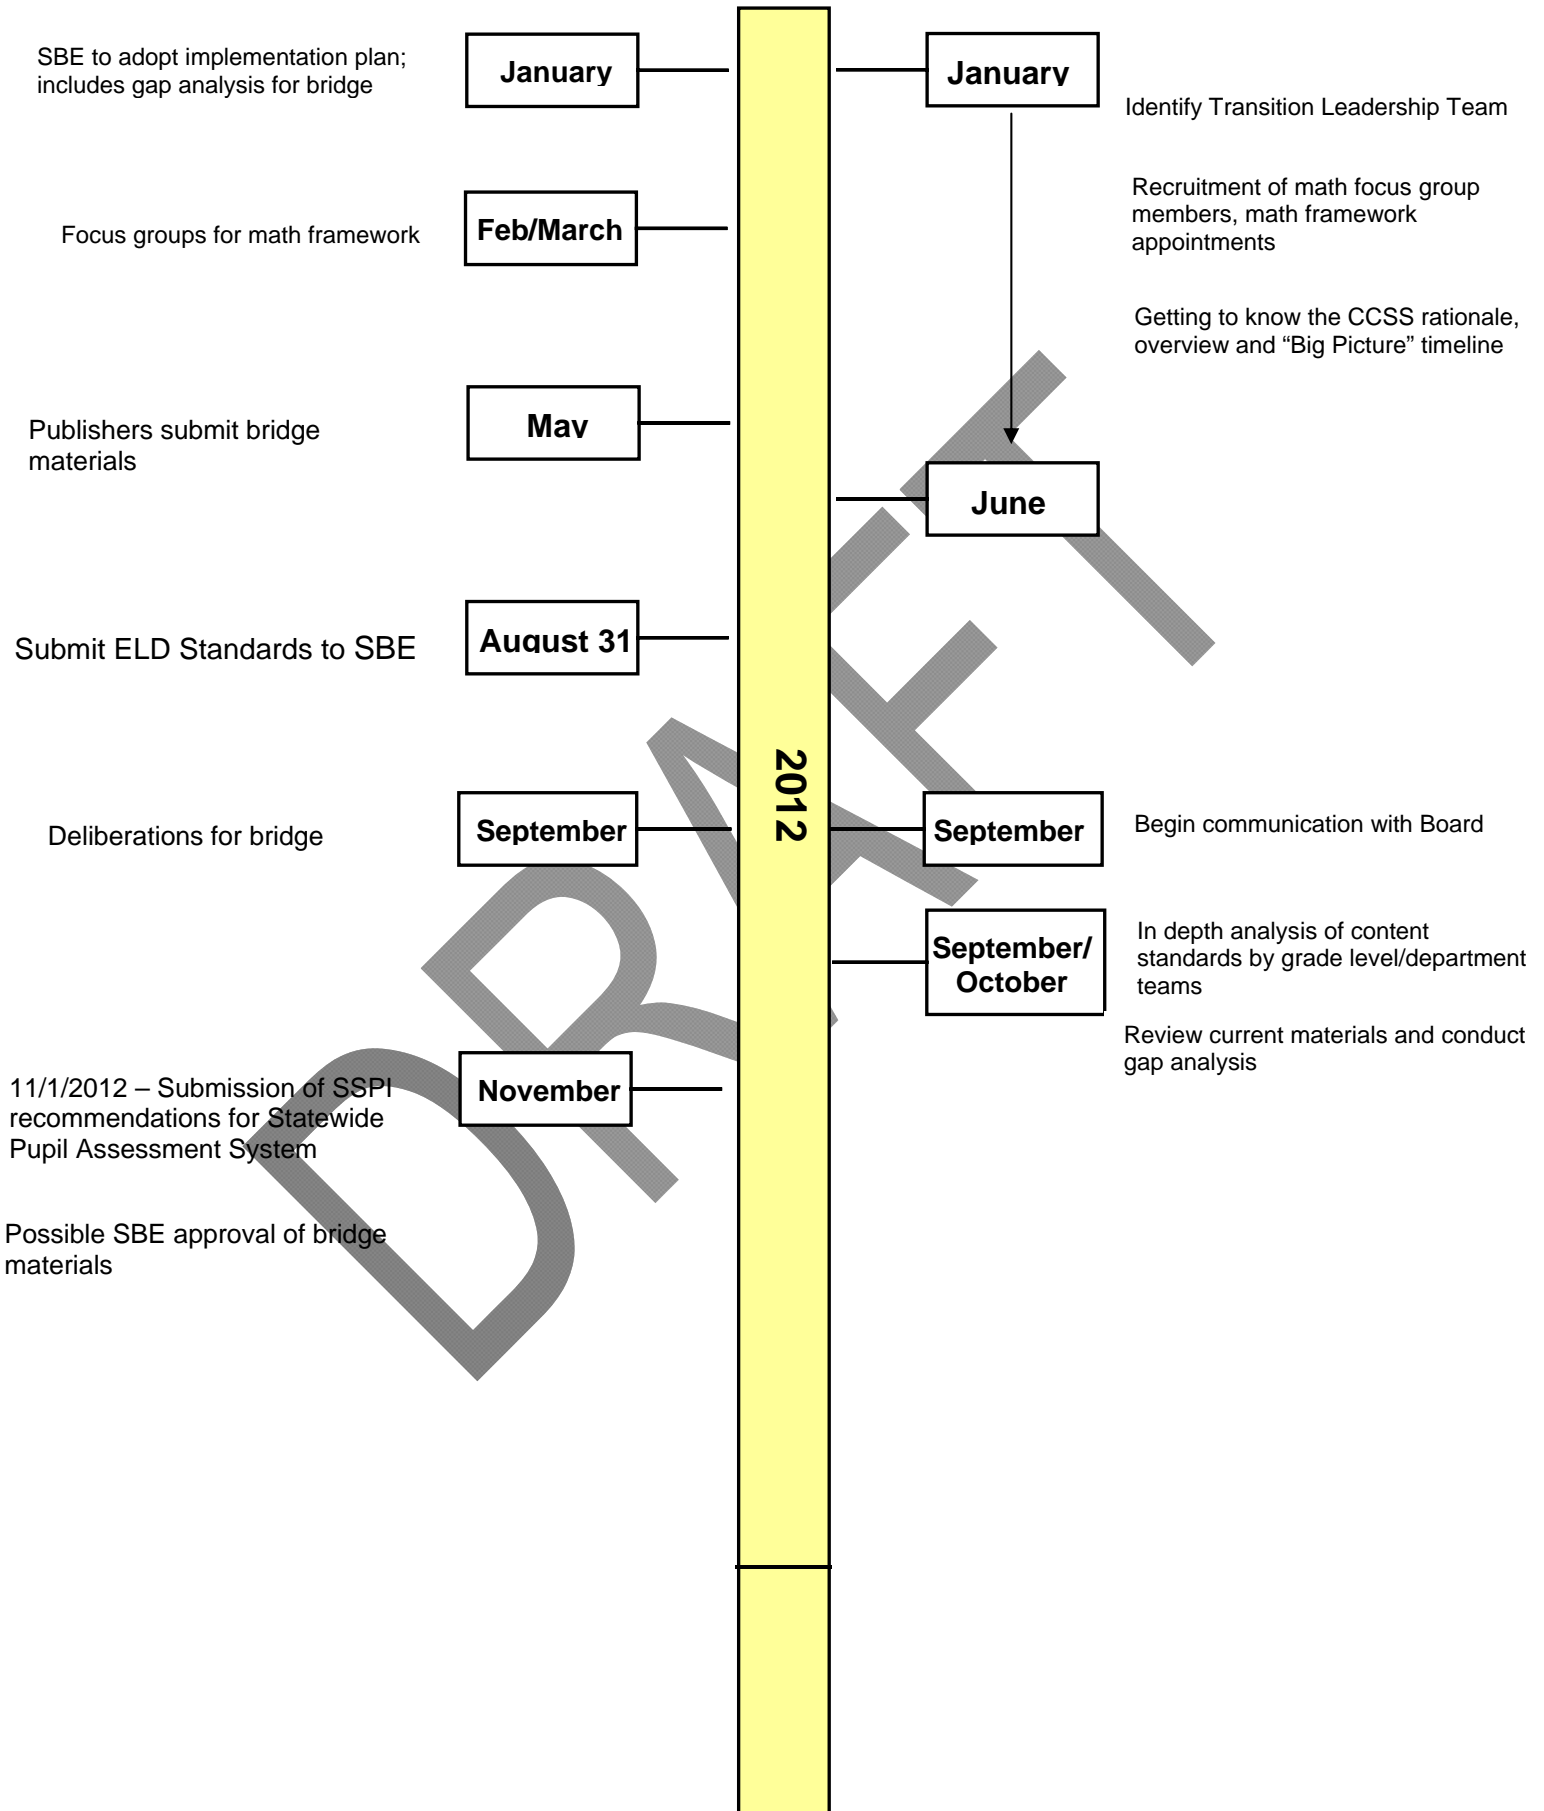 SBE to adopt implementation plan;
includes gap analysis for bridge
January
January
Identify Transition Leadership Team
Recruitment of math focus group
members, math framework
appointments
Focus groups for math framework
Feb/March
Getting to know the CCSS rationale,
overview and “Big Picture” timeline
Publishers submit bridge
materials
May
June
Submit ELD Standards to SBE
August 31
2012
Deliberations for bridge
September
September
Begin communication with Board
September/
October
In depth analysis of content
standards by grade level/department
teams
Review current materials and conduct
gap analysis
11/1/2012 – Submission of SSPI
recommendations for Statewide
Pupil Assessment System
November
Possible SBE approval of bridge
materials
DRAFT